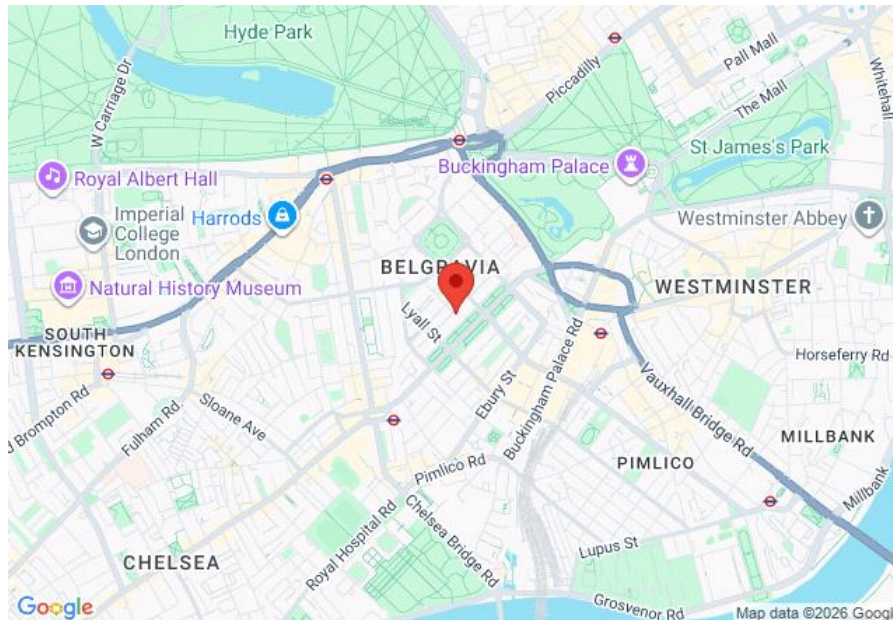 Hyde Park
W Carriage Dr
Piccadilly
Pall Mall
The Mall
Whitehall
Royal Albert Hall
Buckingham Palace
St James's Park
Imperial
College
London
Harrods
Westminster Abbey
BELGRAVIA
Natural History Museum
WESTMINSTER
Lyall St
SOUTH
KENSINGTON
Horseferry Rd
Buckingham Palace Rd
Ebury St
Vauxhall Bridge Rd
d Brompton Rd
Fulham Rd
Sloane Ave
MILLBANK
PIMLICO
Pimlico Rd
Millbank
Royal Hospital Rd
Chelsea Bridge Rd
Lupus St
CHELSEA
Grosvenor Rd
Google
Map data ©2026 Googl